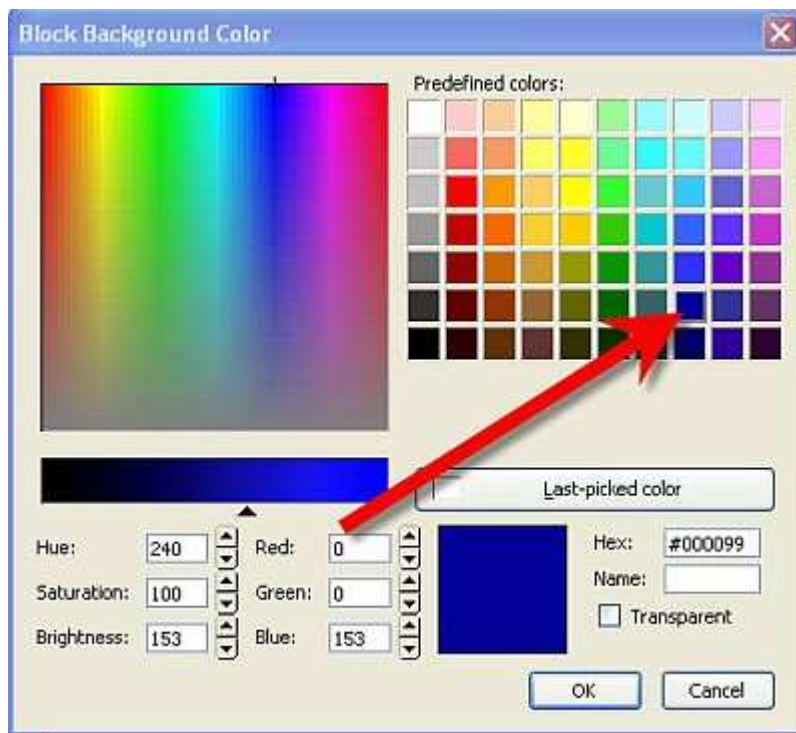 Block Background Color
Predefined colors:
Last-picked color
Hue: 240 Red: 0 Hex: #000099
Saturation: 100 Green: 0 Name:
Transparent
Brightness: 153 Blue: 153
OK Cancel